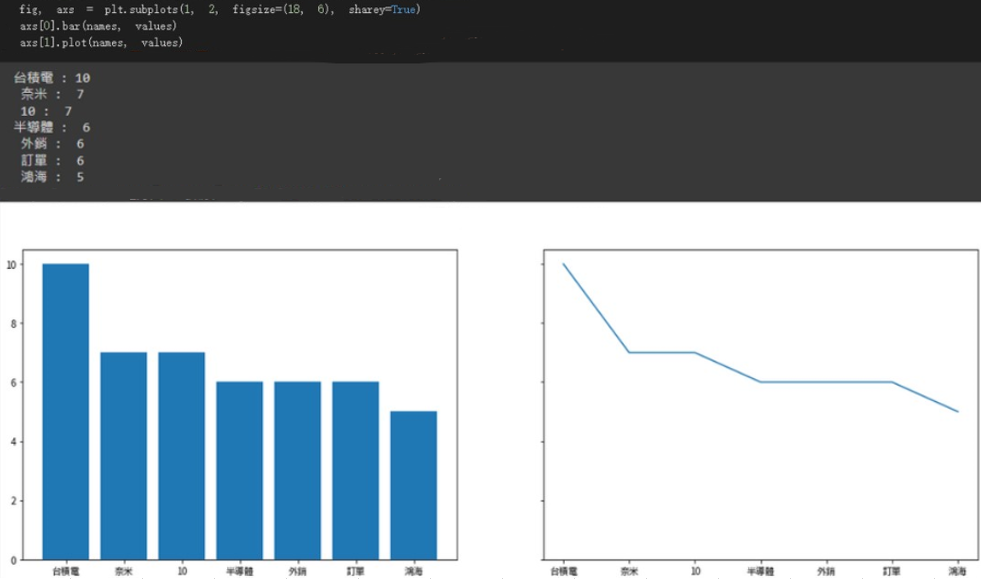 fig, axs = plt.subplots(1, 2, figsize=(18, 6), sharey=True)
axs[0].bar(names, values)
axs[1].plot(names, values)
台積電 : 10
奈米 : 7
10 : 7
半導體 : 6
外銷 : 6
訂單 : 6
鴻海 : 5
10
8
6
4
2
0
台積電 奈米 10 半導體 外銷 訂單 鴻海
台積電 奈米 10 半導體 外銷 訂單 鴻海